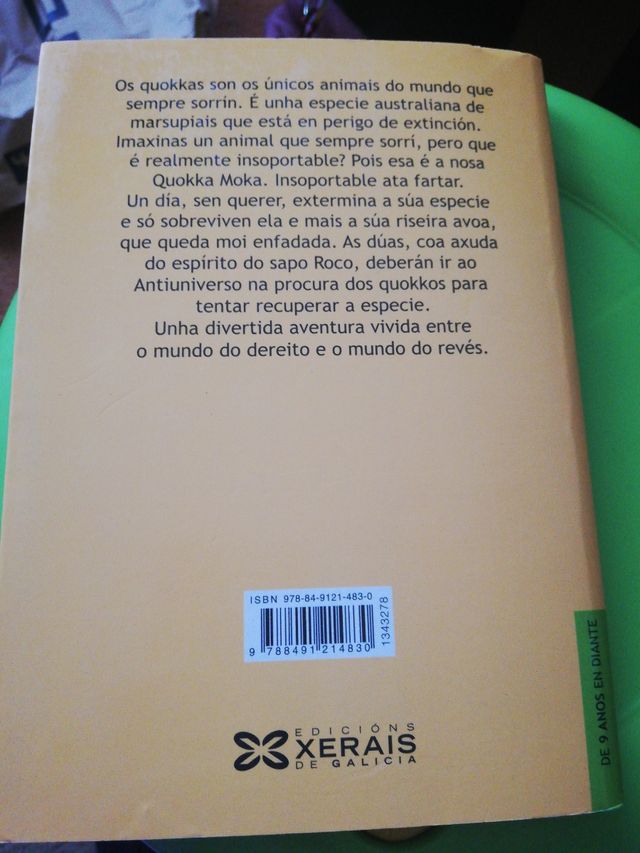 Os quokkas son os únicos animais do mundo que
sempre sorrín. É unha especie australiana de
marsupiais que está en perigo de extinción.
Imaxinas un animal que sempre sorrí, pero que
é realmente insoportable? Pois esa é a nosa
Quokka Moka. Insoportable ata fartar.
Un día, sen querer, extermina a súa especie
e só sobreviven ela e mais a súa riseira avoa,
que queda moi enfadada. As dúas, coa axuda
do espírito do sapo Roco, deberán ir ao
Antiuniverso na procura dos quokkos para
tentar recuperar a especie.
Unha divertida aventura vivida entre
o mundo do dereito e o mundo do revés.
ISBN 978-84-9121-483-0
9 788491 214830
1343278
EDICIÓNS
XERAIS
DE GALICIA
DE 9 ANOS EN DIANTE